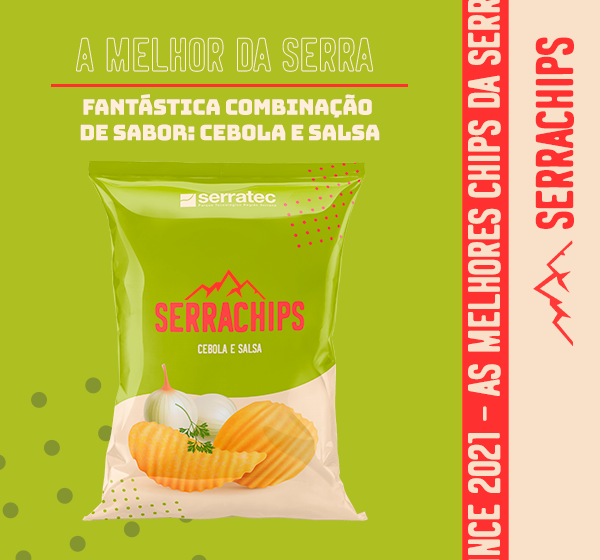 A MELHOR DA SERRA
FANTÁSTICA COMBINAÇÃO
DE SABOR: CEBOLA E SALSA
serratec
SERRACHIPS
CEBOLA E SALSA
NCE 2021 - AS MELHORES CHIPS DA SERR
SERRACHIPS